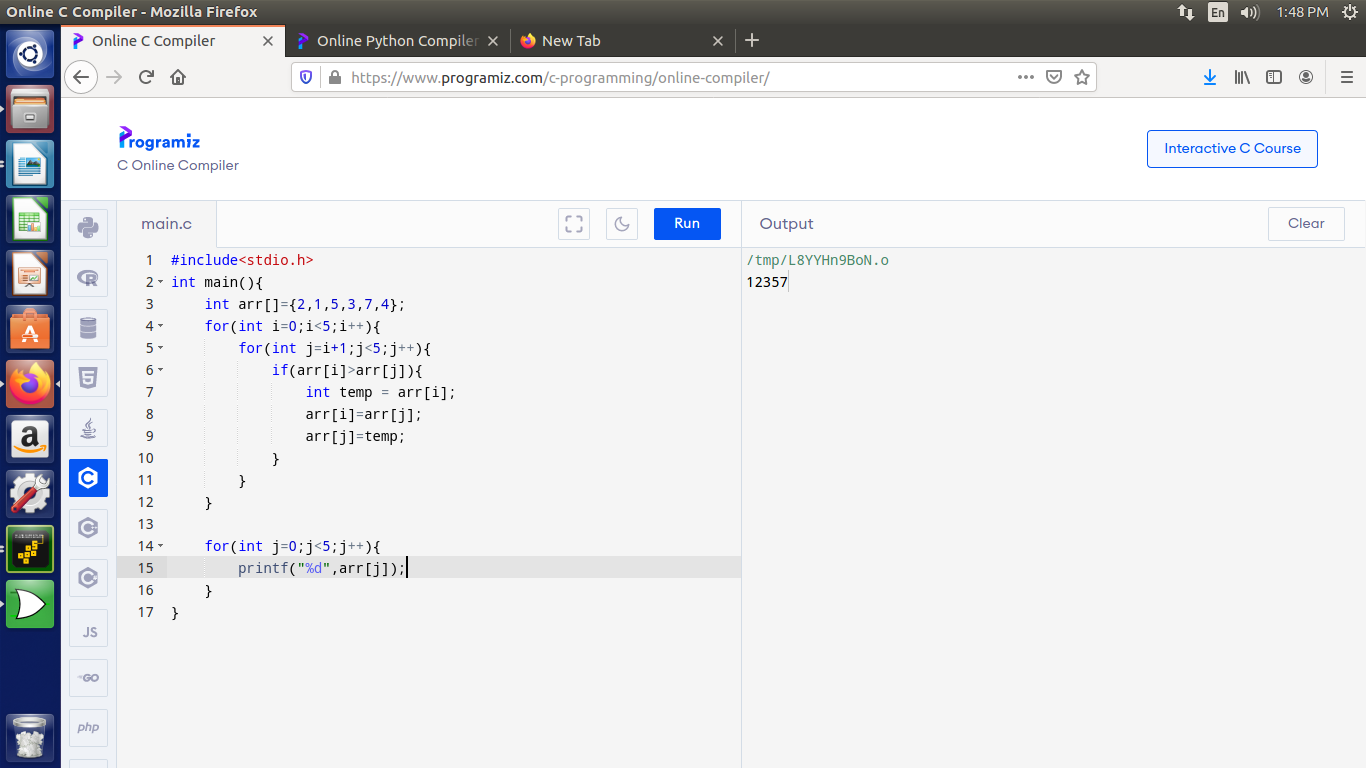 Online C Compiler - Mozilla Firefox
En
1:48 PM
Online C Compiler
Online Python Compiler
New Tab
https://www.programiz.com/c-programming/online-compiler/
Programiz
C Online Compiler
Interactive C Course
main.c
Run
Output
Clear
1 #include<stdio.h>
2 int main(){
3 int arr[]={2,1,5,3,7,4};
4 for(int i=0;i<5;i++){
5 for(int j=i+1;j<5;j++){
6 if(arr[i]>arr[j]){
7 int temp = arr[i];
8 arr[i]=arr[j];
9 arr[j]=temp;
10 }
11 }
12 }
13
14 for(int j=0;j<5;j++){
15 printf("%d",arr[j]);
16 }
17 }
/tmp/L8YYHn9BoN.o
12357
R
5
C
JS
GO
php
a
A